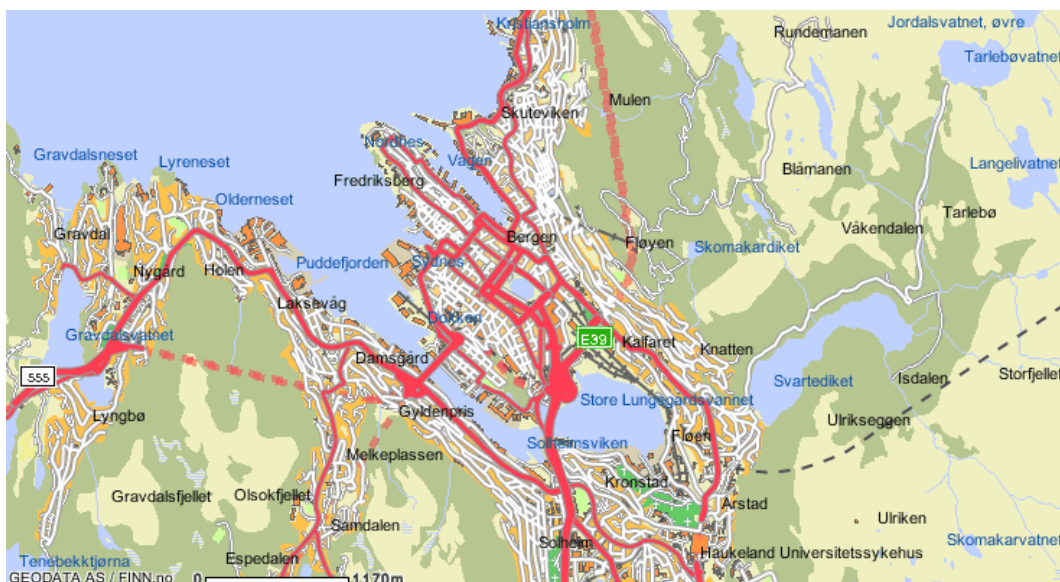 Kristiansholm
Jordalsvatnet, øvre
Rundemanen
Tarlebøvatnet
Mulen
Skuteviken
Nordnes
Vågen
Gravdalsneset
Lyreneset
Fredriksberg
Blåmanen
Langelivatnet
Olderneset
Tarlebø
Gravdal
Bergen
Fløyen
Skomakardiket
Våkendalen
Puddefjorden
Sydnes
Nygård
Holen
Laksevåg
Dokken
Gravdalsvatnet
E39
Kalfaret
Knatten
Damsgård
555
Svartediket
Isdalen
Storfjellet
Lyngbø
Gyldenpris
Store Lungegårdsvannet
Ulrikseggen
Solheimsviken
Fløen
Melkeplassen
Kronstad
Gravdalsfjellet
Olsokfjellet
Årstad
Ulriken
Samdalen
Solheim
Skomakarvatnet
Tenebekktjørna
Espedalen
Haukeland Universitetssykehus
GEODATA AS / FINN.no
0 1170m